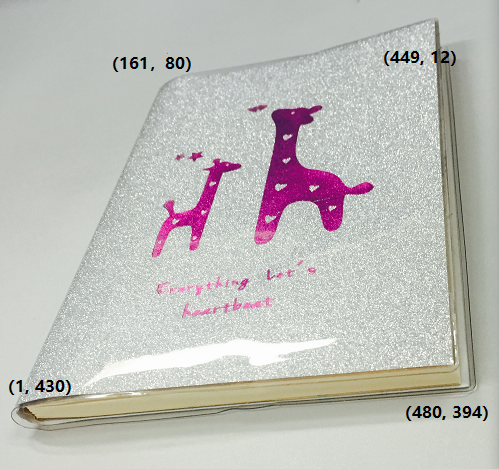 (161, 80)
(449, 12)
Everything Let's
heartbeat
(1, 430)
(480, 394)